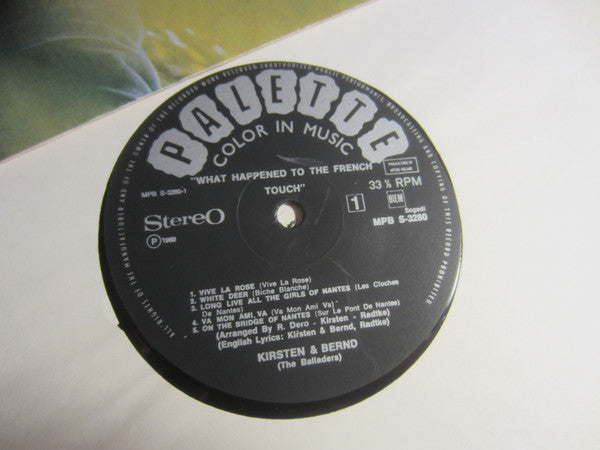 ALL RIGHTS OF THE MANUFACTURER AND OF THE OWNER OF THE RECORDED WORK RESERVED. UNAUTHORIZED PUBLIC PERFORMANCE, BROADCASTING AND COPYING OF THIS RECORD PROHIBITED
PALETTE
COLOR IN MUSIC
"WHAT HAPPENED TO THE FRENCH
TOUCH"
MPB S-3280-1
33 ⅓ RPM
StereO
1
BIEM
Sogedi
MPB S-3280
P 1969
1. VIVE LA ROSE (Vive La Rose)
2. WHITE DEER (Biche Blanche)
3. LONG LIVE ALL THE GIRLS OF NANTES (Les Cloches
De Nantes)
4. VA MON AMI, VA (Va Mon Ami Va)
5. ON THE BRIDGE OF NANTES (Sur Le Pont De Nantes)
(Arranged By R. Dero - Kirsten - Radtke)
(English Lyrics: Kirsten & Bernd, Radtke)
KIRSTEN & BERND
(The Balladers)